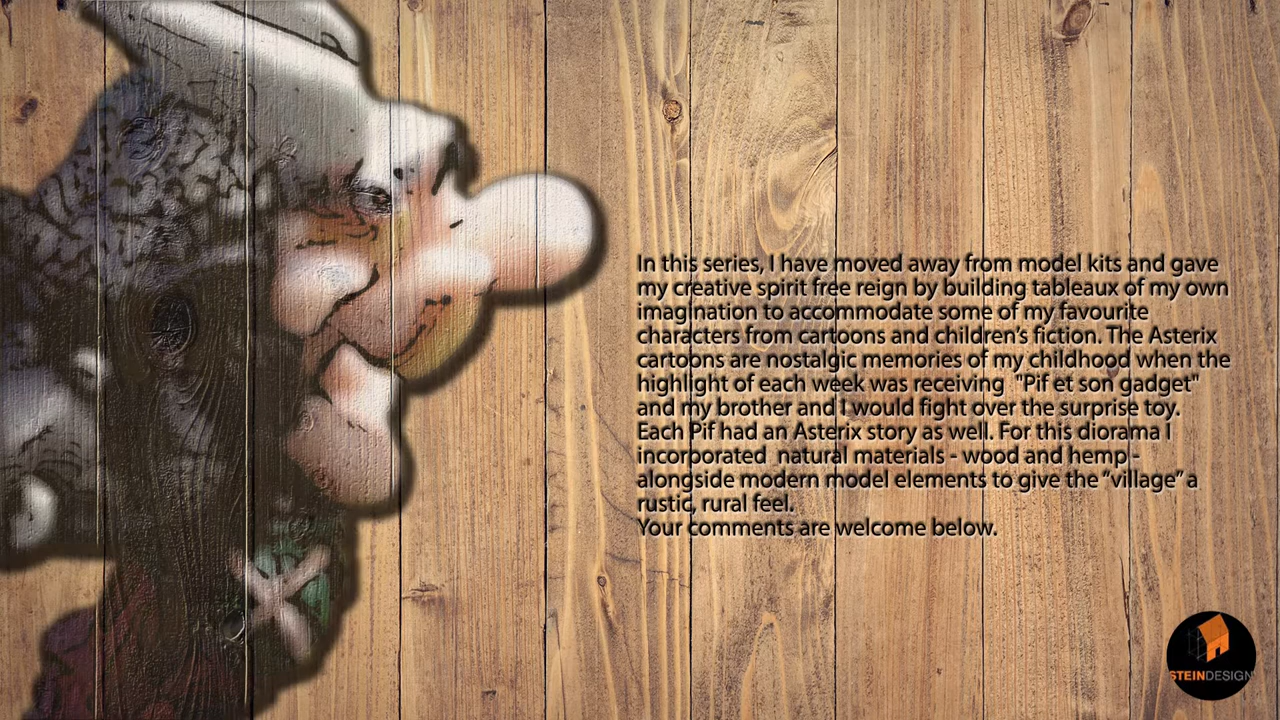 In this series, I have moved away from model kits and gave
my creative spirit free reign by building tableaux of my own
imagination to accommodate some of my favourite
characters from cartoons and children's fiction. The Asterix
cartoons are nostalgic memories of my childhood when the
highlight of each week was receiving  "Pif et son gadget"
and my brother and I would fight over the surprise toy.
Each Pif had an Asterix story as well. For this diorama I
incorporated  natural materials - wood and hemp -
alongside modern model elements to give the "village" a
rustic, rural feel.
Your comments are welcome below.
STEINDESIGN